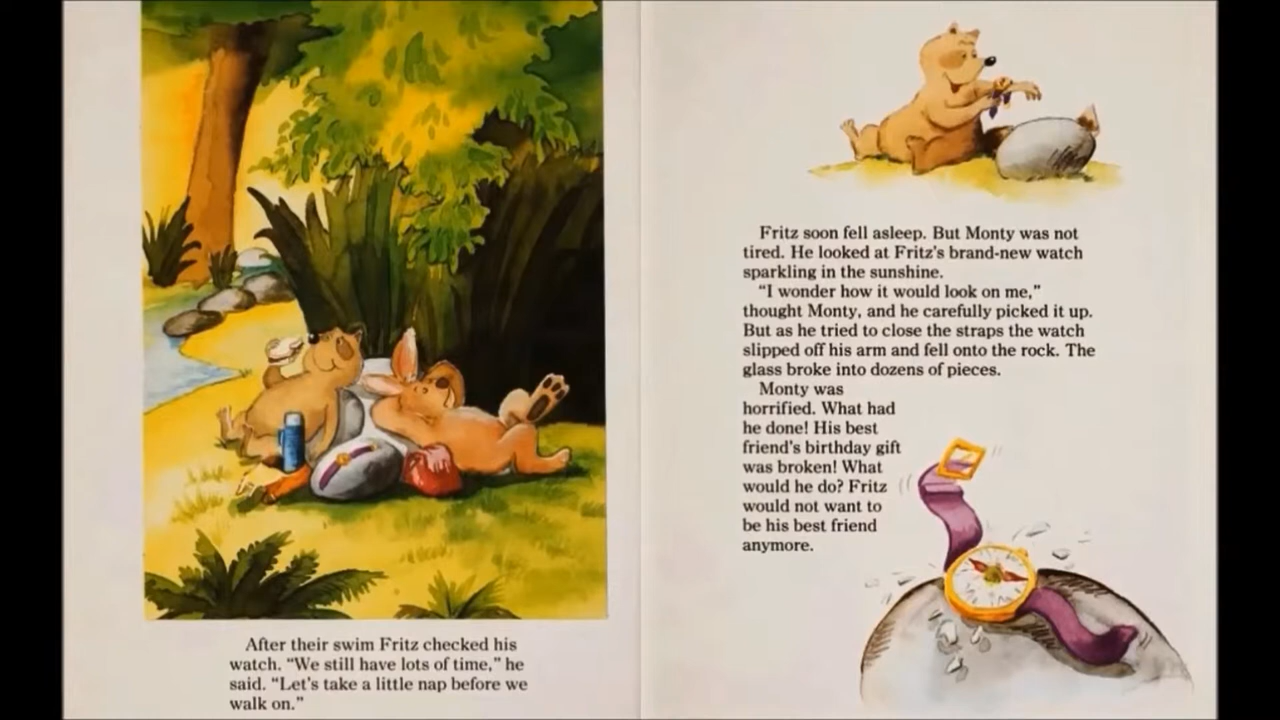 After their swim Fritz checked his
watch. “We still have lots of time,” he
said. “Let’s take a little nap before we
walk on.”
Fritz soon fell asleep. But Monty was not
tired. He looked at Fritz’s brand-new watch
sparkling in the sunshine.
“I wonder how it would look on me,”
thought Monty, and he carefully picked it up.
But as he tried to close the straps the watch
slipped off his arm and fell onto the rock. The
glass broke into dozens of pieces.
Monty was
horrified. What had
he done! His best
friend’s birthday gift
was broken! What
would he do? Fritz
would not want to
be his best friend
anymore.